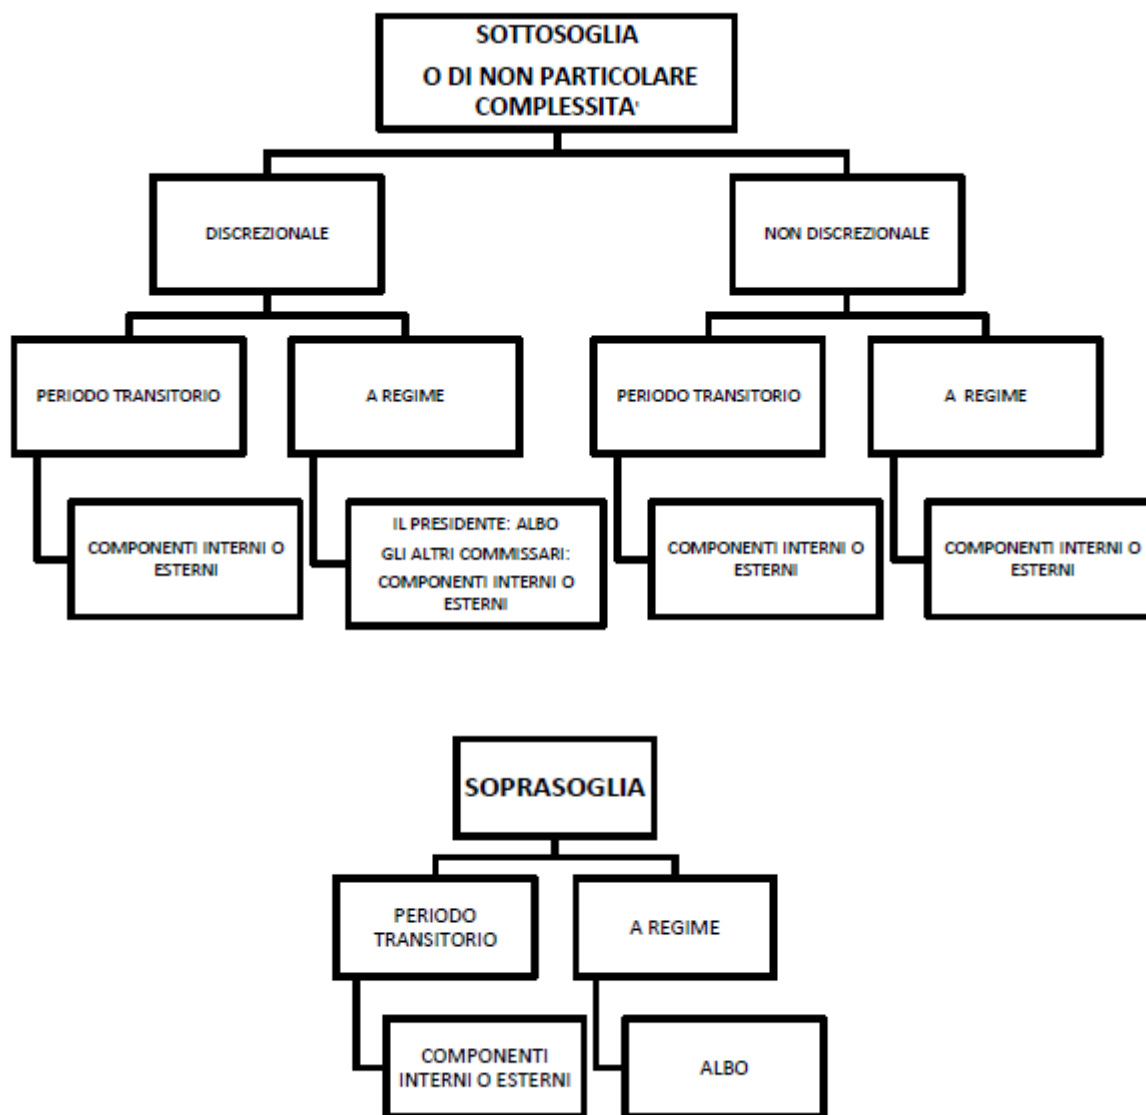 SOTTOSOGLIA
O DI NON PARTICOLARE
COMPLESSITA'
DISCREZIONALE
NON DISCREZIONALE
PERIODO TRANSITORIO
A REGIME
PERIODO TRANSITORIO
A REGIME
COMPONENTI INTERNI O
ESTERNI
IL PRESIDENTE: ALBO
GLI ALTRI COMMISSARI:
COMPONENTI INTERNI O
ESTERNI
COMPONENTI INTERNI O
ESTERNI
COMPONENTI INTERNI O
ESTERNI
SOPRASOGLIA
PERIODO
TRANSITORIO
A REGIME
COMPONENTI
INTERNI O ESTERNI
ALBO